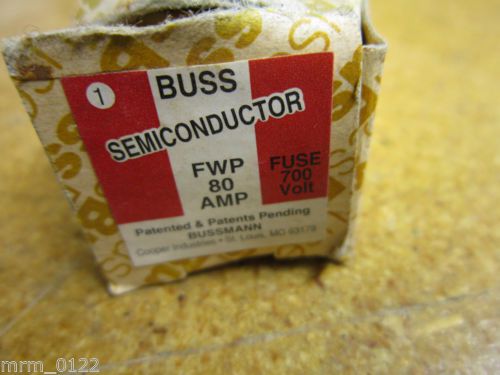 1
BUSS
SEMICONDUCTOR
FWP
80
AMP
FUSE
700
Volt
Patented & Patents Pending
BUSSMANN
Cooper Industries • St. Louis, MO 63178
mrm_0122